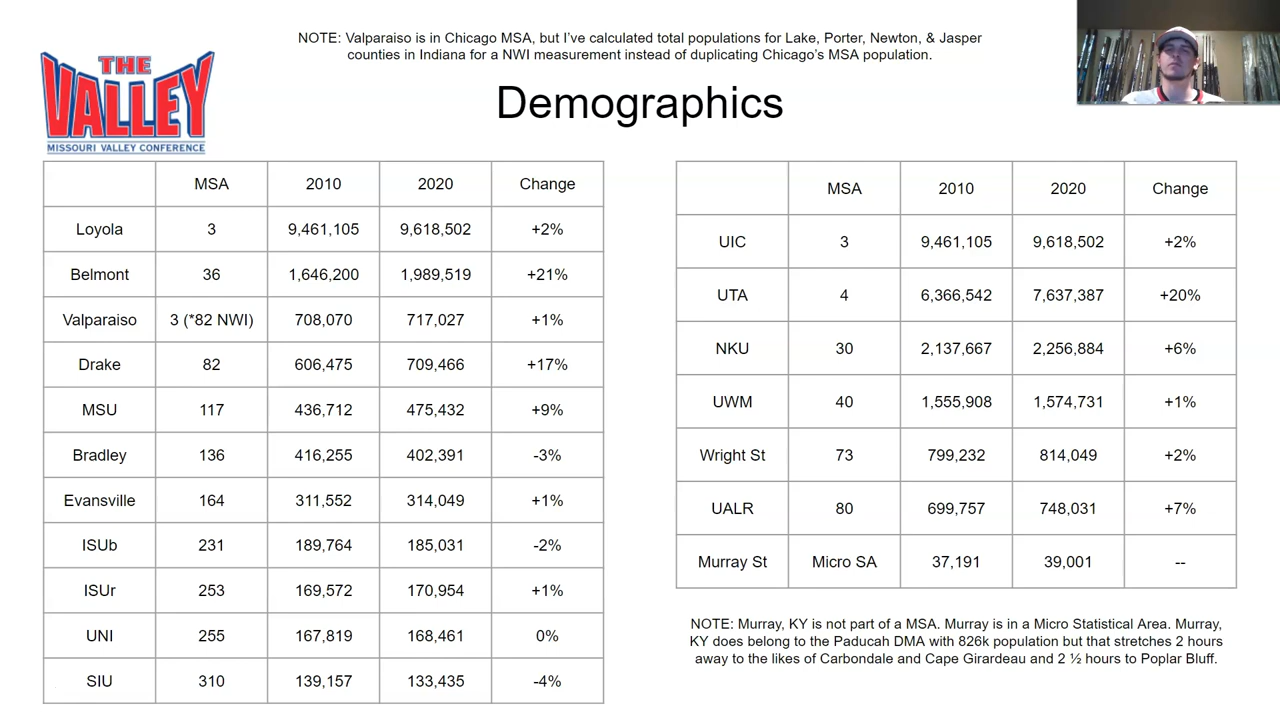 NOTE: Valparaiso is in Chicago MSA, but I've calculated total populations for Lake, Porter, Newton, & Jasper
counties in Indiana for a NWI measurement instead of duplicating Chicago's MSA population.
THE
VALLEY
MISSOURI VALLEY CONFERENCE
Demographics
MSA 2010 2020 Change
Loyola 3 9,461,105 9,618,502 +2%
Belmont 36 1,646,200 1,989,519 +21%
Valparaiso 3 (*82 NWI) 708,070 717,027 +1%
Drake 82 606,475 709,466 +17%
MSU 117 436,712 475,432 +9%
Bradley 136 416,255 402,391 -3%
Evansville 164 311,552 314,049 +1%
ISUb 231 189,764 185,031 -2%
ISUr 253 169,572 170,954 +1%
UNI 255 167,819 168,461 0%
SIU 310 139,157 133,435 -4%
MSA 2010 2020 Change
UIC 3 9,461,105 9,618,502 +2%
UTA 4 6,366,542 7,637,387 +20%
NKU 30 2,137,667 2,256,884 +6%
UWM 40 1,555,908 1,574,731 +1%
Wright St 73 799,232 814,049 +2%
UALR 80 699,757 748,031 +7%
Murray St Micro SA 37,191 39,001 --
NOTE: Murray, KY is not part of a MSA. Murray is in a Micro Statistical Area. Murray,
KY does belong to the Paducah DMA with 826k population but that stretches 2 hours
away to the likes of Carbondale and Cape Girardeau and 2 ½ hours to Poplar Bluff.